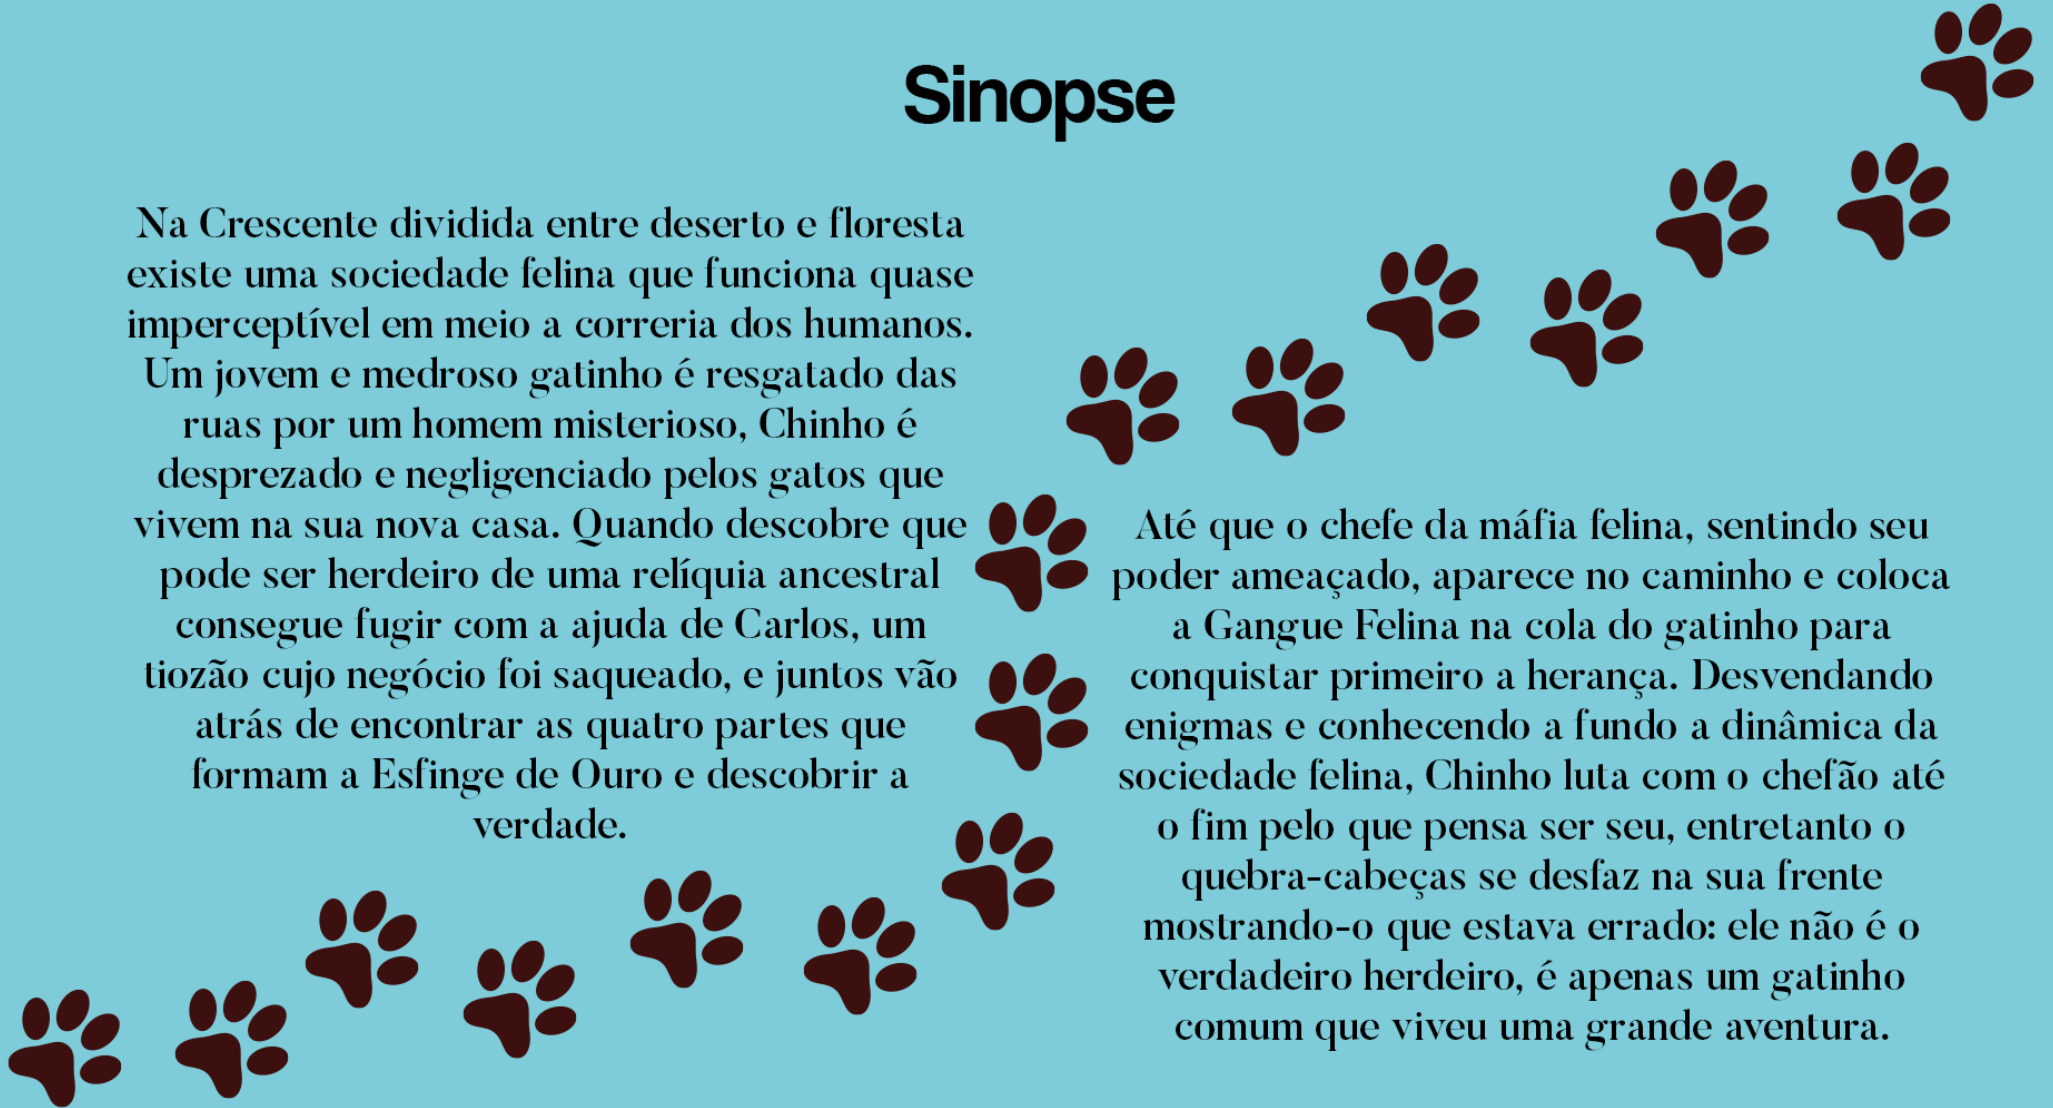 Sinopse
Na Crescente dividida entre deserto e floresta
existe uma sociedade felina que funciona quase
imperceptível em meio a correria dos humanos.
Um jovem e medroso gatinho é resgatado das
ruas por um homem misterioso, Chinho é
desprezado e negligenciado pelos gatos que
vivem na sua nova casa. Quando descobre que
pode ser herdeiro de uma relíquia ancestral
consegue fugir com a ajuda de Carlos, um
tiozão cujo negócio foi saqueado, e juntos vão
atrás de encontrar as quatro partes que
formam a Esfinge de Ouro e descobrir a
verdade.
Até que o chefe da máfia felina, sentindo seu
poder ameaçado, aparece no caminho e coloca
a Gangue Felina na cola do gatinho para
conquistar primeiro a herança. Desvendando
enigmas e conhecendo a fundo a dinâmica da
sociedade felina, Chinho luta com o chefão até
o fim pelo que pensa ser seu, entretanto o
quebra-cabeças se desfaz na sua frente
mostrando-o que estava errado: ele não é o
verdadeiro herdeiro, é apenas um gatinho
comum que viveu uma grande aventura.